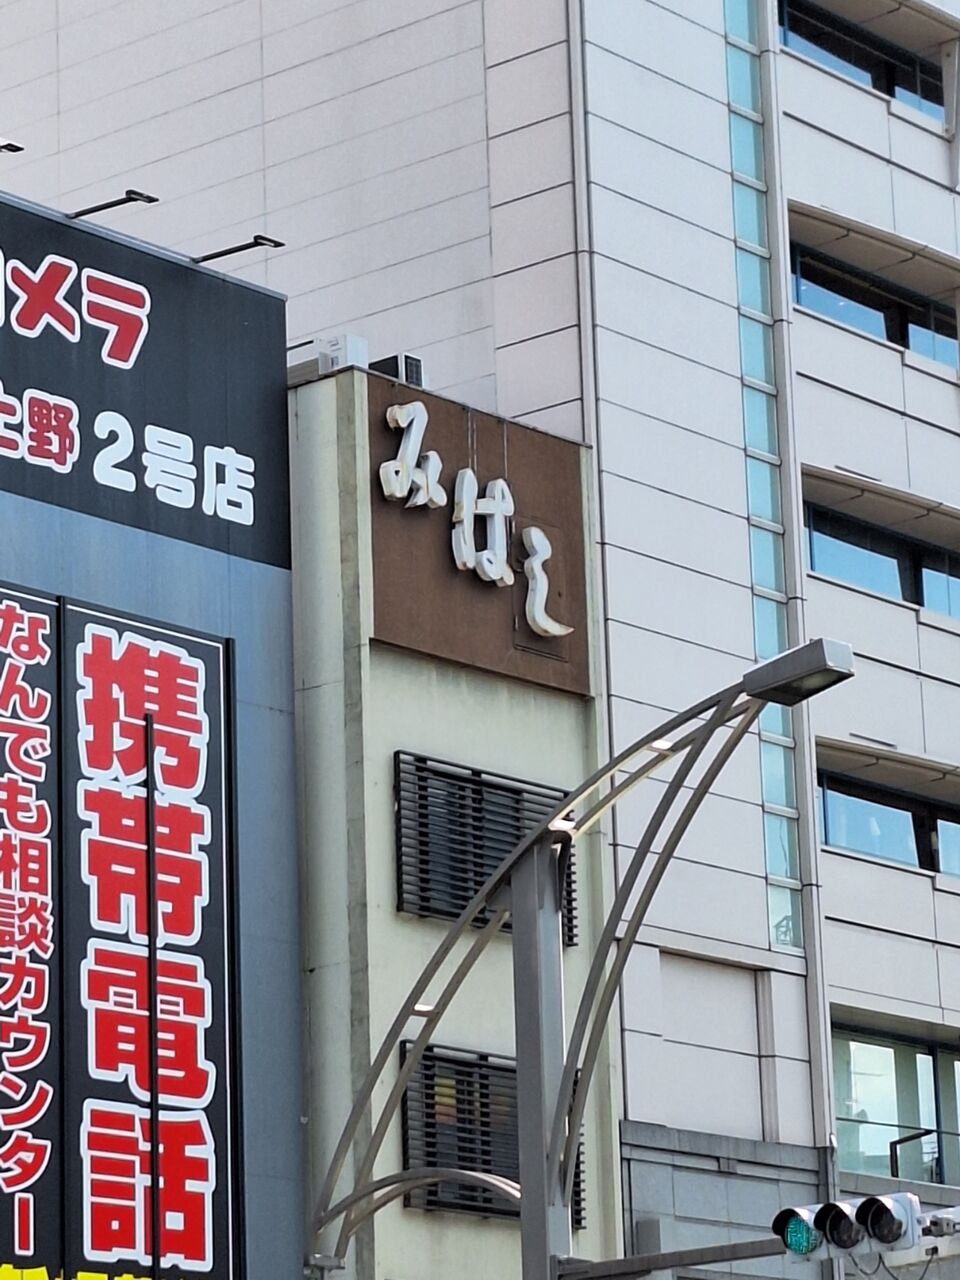 メラ
上野2号店
みはし
携帯電話
なんでも相談カウンター